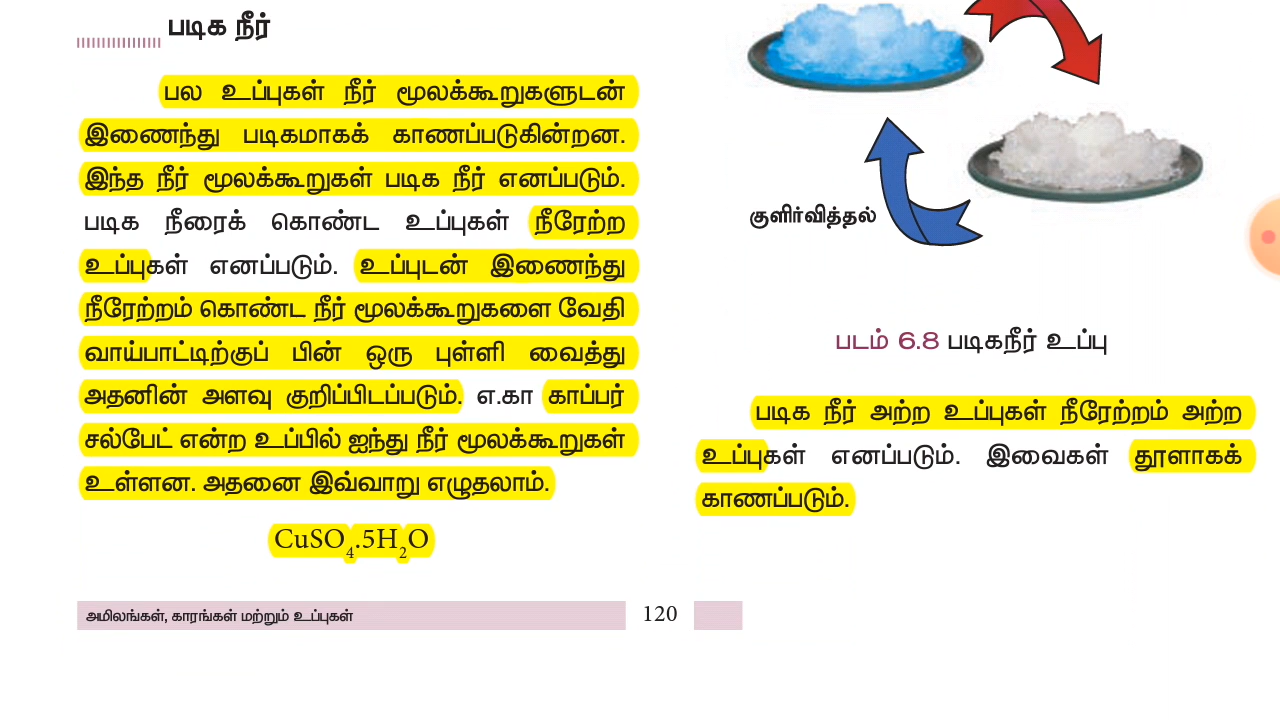 படிக நீர்
பல உப்புகள் நீர் மூலக்கூறுகளுடன்
இணைந்து படிகமாகக் காணப்படுகின்றன.
இந்த நீர் மூலக்கூறுகள் படிக நீர் எனப்படும்.
படிக நீரைக் கொண்ட உப்புகள் நீரேற்ற
உப்புகள் எனப்படும். உப்புடன் இணைந்து
நீரேற்றம் கொண்ட நீர் மூலக்கூறுகளை வேதி
வாய்பாட்டிற்குப் பின் ஒரு புள்ளி வைத்து
அதனின் அளவு குறிப்பிடப்படும். எ.கா காப்பர்
சல்பேட் என்ற உப்பில் ஐந்து நீர் மூலக்கூறுகள்
உள்ளன. அதனை இவ்வாறு எழுதலாம்.
CuSO₄.5H₂O
குளிர்வித்தல்
படம் 6.8 படிகநீர் உப்பு
படிக நீர் அற்ற உப்புகள் நீரேற்றம் அற்ற
உப்புகள் எனப்படும். இவைகள் தூளாகக்
காணப்படும்.
அமிலங்கள், காரங்கள் மற்றும் உப்புகள்
120